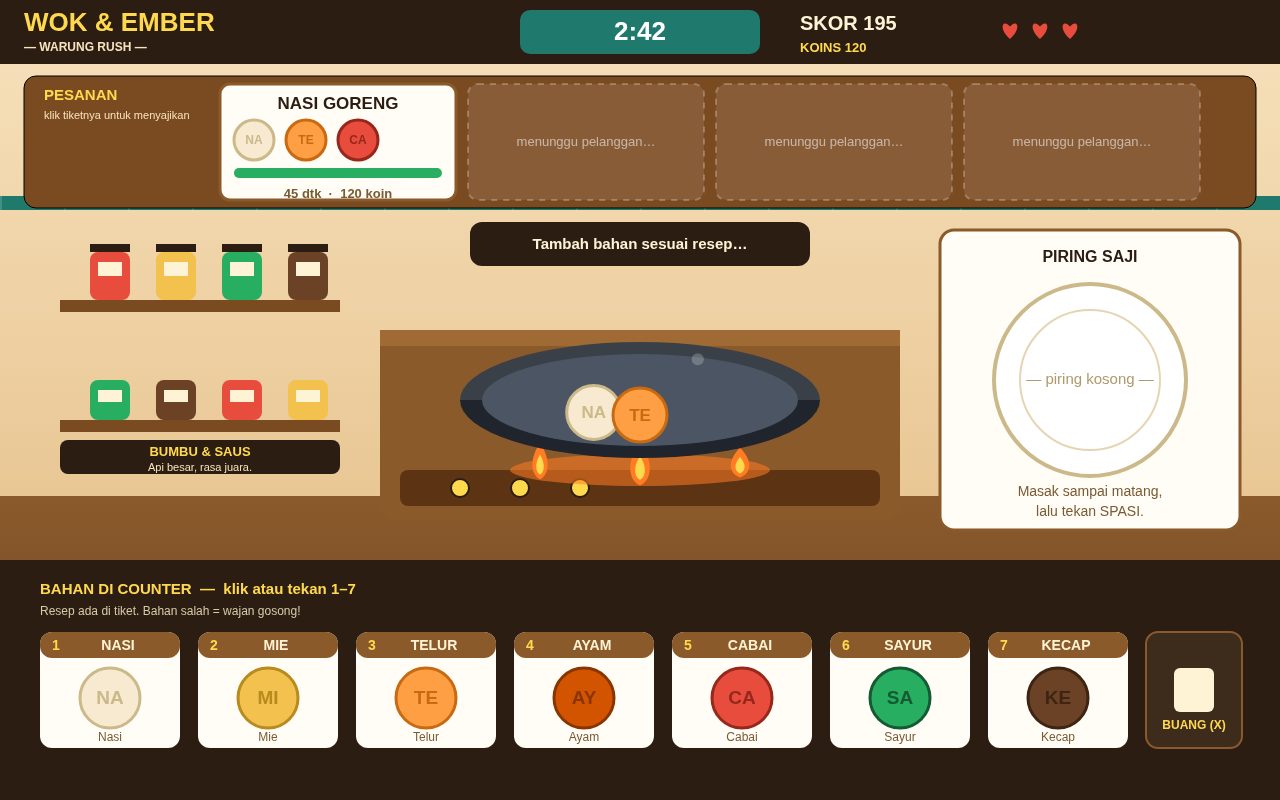 WOK & EMBER
— WARUNG RUSH —
2:42
SKOR 195
KOINS 120
PESANAN
klik tiketnya untuk menyajikan
NASI GORENG
NA TE CA
45 dtk · 120 koin
menunggu pelanggan…
menunggu pelanggan…
menunggu pelanggan…
Tambah bahan sesuai resep…
BUMBU & SAUS
Api besar, rasa juara.
NA TE
PIRING SAJI
— piring kosong —
Masak sampai matang,
lalu tekan SPASI.
BAHAN DI COUNTER — klik atau tekan 1–7
Resep ada di tiket. Bahan salah = wajan gosong!
1 NASI
NA
Nasi
2 MIE
MI
Mie
3 TELUR
TE
Telur
4 AYAM
AY
Ayam
5 CABAI
CA
Cabai
6 SAYUR
SA
Sayur
7 KECAP
KE
Kecap
BUANG (X)